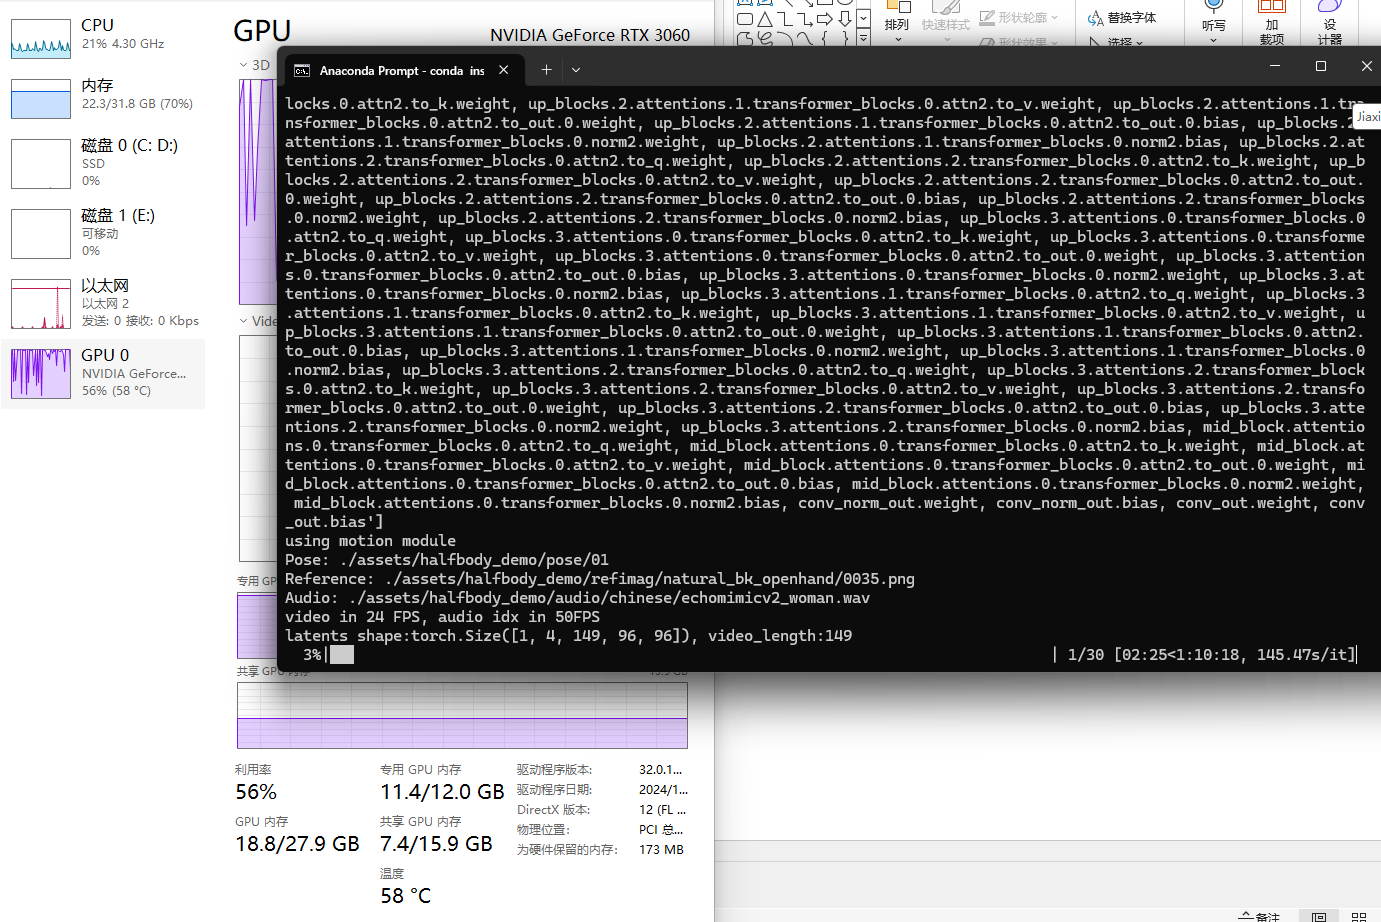 CPU
21% 4.30 GHz
内存
22.3/31.8 GB (70%)
磁盘 0 (C: D:)
SSD
0%
磁盘 1 (E:)
可移动
0%
以太网
以太网 2
发送: 0 接收: 0 Kbps
GPU 0
NVIDIA GeForce...
56% (58 °C)
GPU
NVIDIA GeForce RTX 3060
3D
排列
快速样式
形状轮廓
形状效果
替换字体
选择
听写
加
载项
设
计器
Anaconda Prompt - conda ins
Jiaxi
locks.0.attn2.to_k.weight, up_blocks.2.attentions.1.transformer_blocks.0.attn2.to_v.weight, up_blocks.2.attentions.1.tra
nsformer_blocks.0.attn2.to_out.0.weight, up_blocks.2.attentions.1.transformer_blocks.0.attn2.to_out.0.bias, up_blocks.2.
attentions.1.transformer_blocks.0.norm2.weight, up_blocks.2.attentions.1.transformer_blocks.0.norm2.bias, up_blocks.2.at
tentions.2.transformer_blocks.0.attn2.to_q.weight, up_blocks.2.attentions.2.transformer_blocks.0.attn2.to_k.weight, up_b
locks.2.attentions.2.transformer_blocks.0.attn2.to_v.weight, up_blocks.2.attentions.2.transformer_blocks.0.attn2.to_out.
0.weight, up_blocks.2.attentions.2.transformer_blocks.0.attn2.to_out.0.bias, up_blocks.2.attentions.2.transformer_blocks
.0.norm2.weight, up_blocks.2.attentions.2.transformer_blocks.0.norm2.bias, up_blocks.3.attentions.0.transformer_blocks.0
.attn2.to_q.weight, up_blocks.3.attentions.0.transformer_blocks.0.attn2.to_k.weight, up_blocks.3.attentions.0.transforme
r_blocks.0.attn2.to_v.weight, up_blocks.3.attentions.0.transformer_blocks.0.attn2.to_out.0.weight, up_blocks.3.attention
s.0.transformer_blocks.0.attn2.to_out.0.bias, up_blocks.3.attentions.0.transformer_blocks.0.norm2.weight, up_blocks.3.at
tentions.0.transformer_blocks.0.norm2.bias, up_blocks.3.attentions.1.transformer_blocks.0.attn2.to_q.weight, up_blocks.3
.attentions.1.transformer_blocks.0.attn2.to_k.weight, up_blocks.3.attentions.1.transformer_blocks.0.attn2.to_v.weight, u
p_blocks.3.attentions.1.transformer_blocks.0.attn2.to_out.0.weight, up_blocks.3.attentions.1.transformer_blocks.0.attn2.
to_out.0.bias, up_blocks.3.attentions.1.transformer_blocks.0.norm2.weight, up_blocks.3.attentions.1.transformer_blocks.0
.norm2.bias, up_blocks.3.attentions.2.transformer_blocks.0.attn2.to_q.weight, up_blocks.3.attentions.2.transformer_block
s.0.attn2.to_k.weight, up_blocks.3.attentions.2.transformer_blocks.0.attn2.to_v.weight, up_blocks.3.attentions.2.transfo
rmer_blocks.0.attn2.to_out.0.weight, up_blocks.3.attentions.2.transformer_blocks.0.attn2.to_out.0.bias, up_blocks.3.atte
ntions.2.transformer_blocks.0.norm2.weight, up_blocks.3.attentions.2.transformer_blocks.0.norm2.bias, mid_block.attentio
ns.0.transformer_blocks.0.attn2.to_q.weight, mid_block.attentions.0.transformer_blocks.0.attn2.to_k.weight, mid_block.at
tentions.0.transformer_blocks.0.attn2.to_v.weight, mid_block.attentions.0.transformer_blocks.0.attn2.to_out.0.weight, mi
d_block.attentions.0.transformer_blocks.0.attn2.to_out.0.bias, mid_block.attentions.0.transformer_blocks.0.norm2.weight,
mid_block.attentions.0.transformer_blocks.0.norm2.bias, conv_norm_out.weight, conv_norm_out.bias, conv_out.weight, conv
_out.bias']
using motion module
Pose: ./assets/halfbody_demo/pose/01
Reference: ./assets/halfbody_demo/refimag/natural_bk_openhand/0035.png
Audio: ./assets/halfbody_demo/audio/chinese/echomimicv2_woman.wav
video in 24 FPS, audio idx in 50FPS
latents shape:torch.Size([1, 4, 149, 96, 96]), video_length:149
3%| | 1/30 [02:25<1:10:18, 145.47s/it]
Vide
专用 GP
共享 GPU 内存
利用率
56%
专用 GPU 内存
11.4/12.0 GB
GPU 内存
18.8/27.9 GB
共享 GPU 内存
7.4/15.9 GB
温度
58 °C
驱动程序版本: 32.0.1...
驱动程序日期: 2024/1...
DirectX 版本: 12 (FL ...
物理位置: PCI 总...
为硬件保留的内存: 173 MB
备注